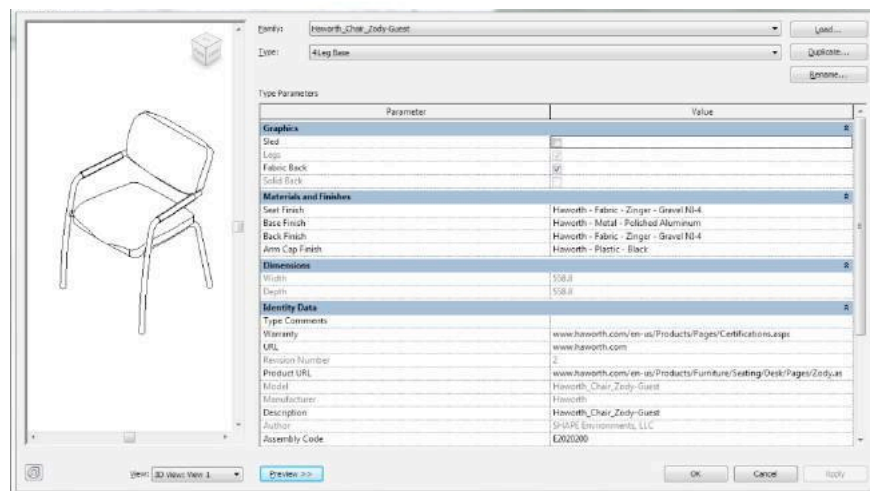 Family: Haworth_Chair_Zody-Guest Load...
Type: 4 Leg Base Duplicate...
Rename...
Type Parameters
Parameter Value
Graphics
Sled
Legs
Fabric Back
Solid Back
Materials and Finishes
Seat Finish Haworth - Fabric - Zinger - Gravel NJ-4
Base Finish Haworth - Metal - Polished Aluminum
Back Finish Haworth - Fabric - Zinger - Gravel NJ-4
Arm Cap Finish Haworth - Plastic - Black
Dimensions
Width 558.8
Depth 558.8
Identity Data
Type Comments
Warranty www.haworth.com/en-us/Products/Pages/Certifications.aspx
URL www.haworth.com
Revision Number 2
Product URL www.haworth.com/en-us/Products/Furniture/Seating/Desk/Pages/Zody.as
Model Haworth_Chair_Zody-Guest
Manufacturer Haworth
Description Haworth_Chair_Zody-Guest
Author SHAPE Environments, LLC
Assembly Code E2020200
View: 3D View: View 1 Preview >> OK Cancel Apply